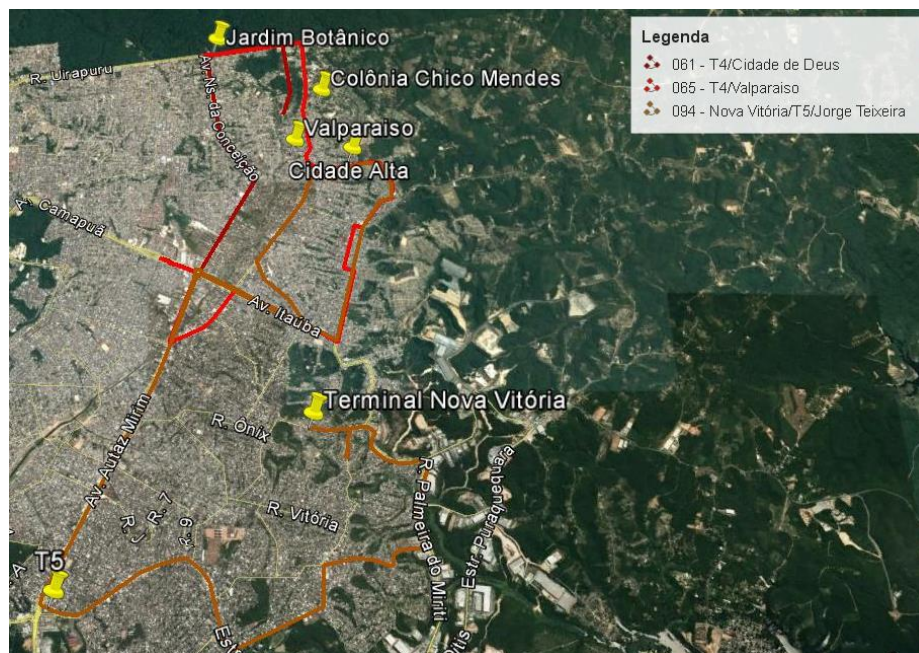 Jardim Botânico
R. Uirapuru
Av. Ns da Conceição
Colônia Chico Mendes
Valparaiso
Cidade Alta
Camapuã
Av. Itaúba
Terminal Nova Vitória
R. Ônix
Av. Autaz Mirim
R. Palmeira do Miriti
Estr. Puraquequara
R. 7
R. J
R. Vitória
T5
Legenda
061 - T4/Cidade de Deus
065 - T4/Valparaiso
094 - Nova Vitória/T5/Jorge Teixeira